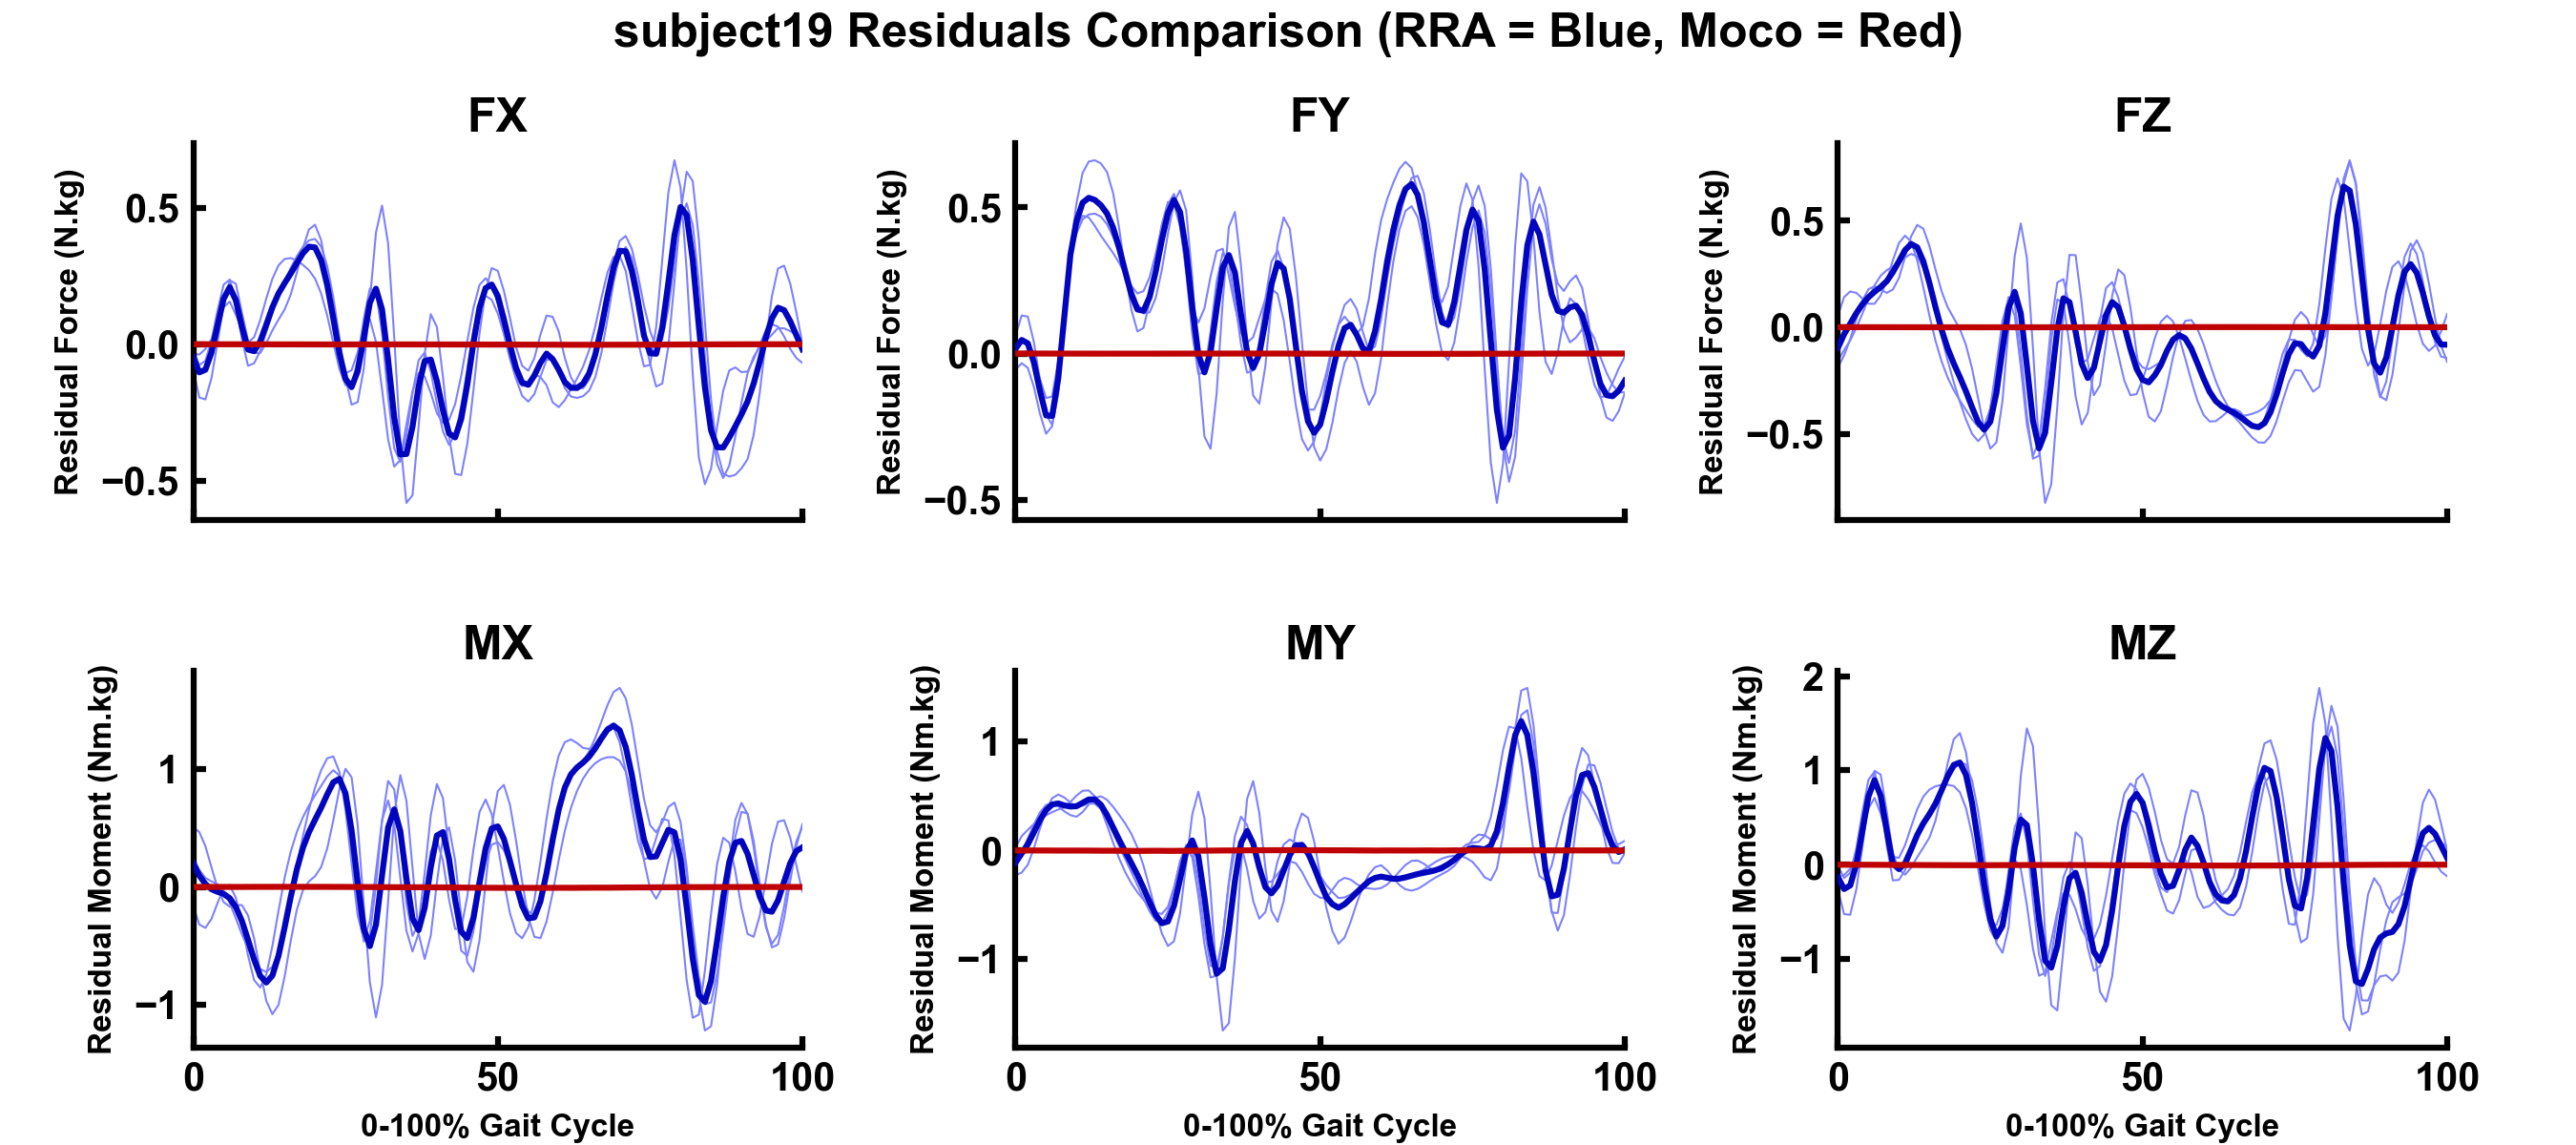 subject19 Residuals Comparison (RRA = Blue, Moco = Red)
FX
FY
FZ
Residual Force (N.kg)
0.5
0.0
−0.5
Residual Force (N.kg)
0.5
0.0
−0.5
Residual Force (N.kg)
0.5
0.0
−0.5
MX
MY
MZ
Residual Moment (Nm.kg)
1
0
−1
Residual Moment (Nm.kg)
1
0
−1
Residual Moment (Nm.kg)
2
1
0
−1
0 50 100
0 50 100
0 50 100
0-100% Gait Cycle
0-100% Gait Cycle
0-100% Gait Cycle